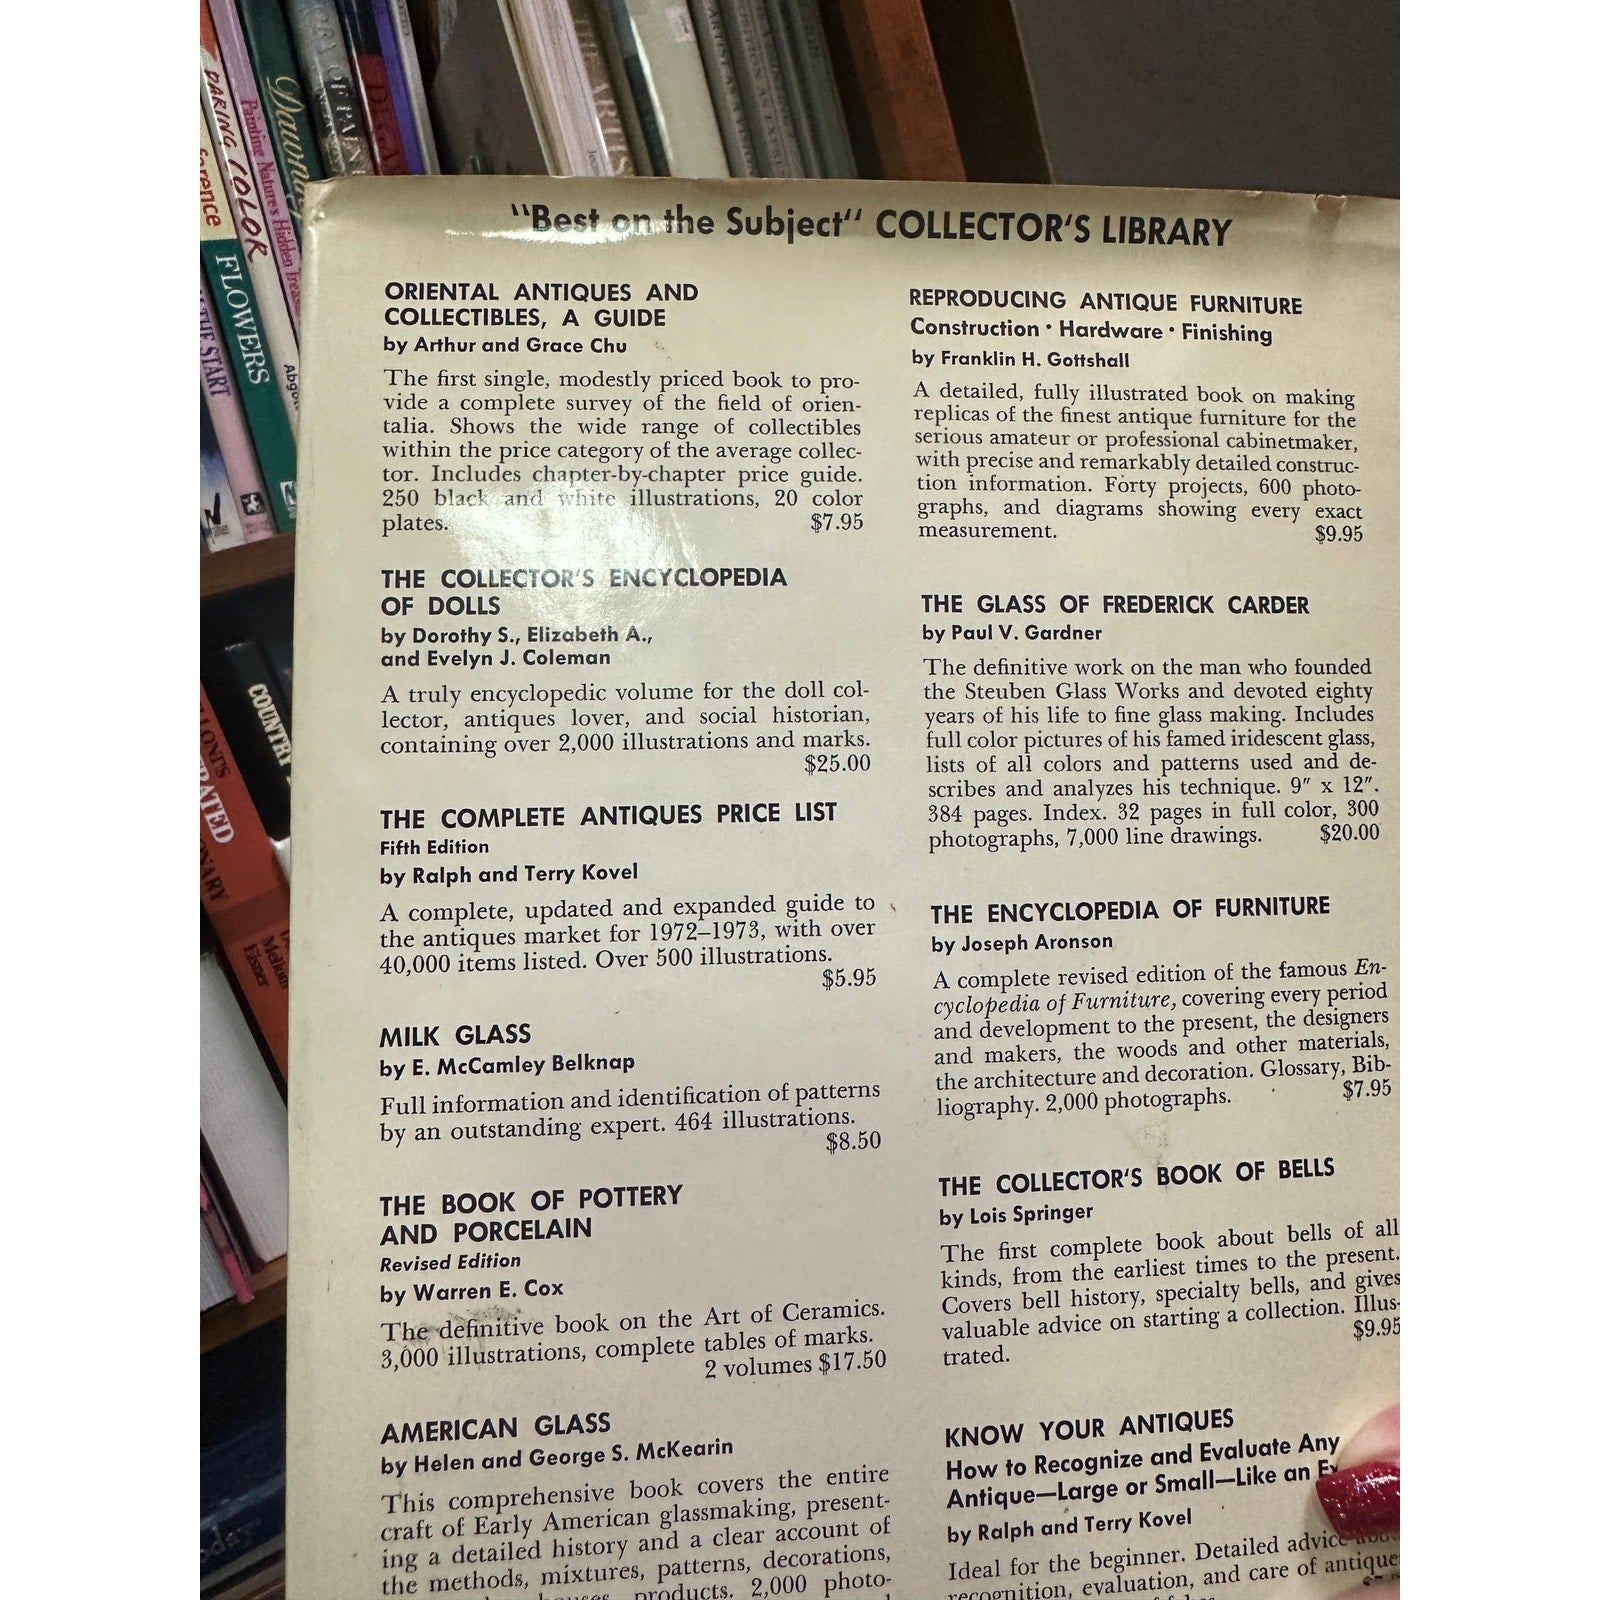 "Best on the Subject" COLLECTOR'S LIBRARY
ORIENTAL ANTIQUES AND
COLLECTIBLES, A GUIDE
by Arthur and Grace Chu
The first single, modestly priced book to pro-
vide a complete survey of the field of orien-
talia. Shows the wide range of collectibles
within the price category of the average collec-
tor. Includes chapter-by-chapter price guide.
250 black and white illustrations, 20 color
plates. $7.95
THE COLLECTOR'S ENCYCLOPEDIA
OF DOLLS
by Dorothy S., Elizabeth A.,
and Evelyn J. Coleman
A truly encyclopedic volume for the doll col-
lector, antiques lover, and social historian,
containing over 2,000 illustrations and marks.
$25.00
THE COMPLETE ANTIQUES PRICE LIST
Fifth Edition
by Ralph and Terry Kovel
A complete, updated and expanded guide to
the antiques market for 1972–1973, with over
40,000 items listed. Over 500 illustrations.
$5.95
MILK GLASS
by E. McCamley Belknap
Full information and identification of patterns
by an outstanding expert. 464 illustrations.
$8.50
THE BOOK OF POTTERY
AND PORCELAIN
Revised Edition
by Warren E. Cox
The definitive book on the Art of Ceramics.
3,000 illustrations, complete tables of marks.
2 volumes $17.50
AMERICAN GLASS
by Helen and George S. McKearin
This comprehensive book covers the entire
craft of Early American glassmaking, present-
ing a detailed history and a clear account of
the methods, mixtures, patterns, decorations,
products. 2,000 photo-
REPRODUCING ANTIQUE FURNITURE
Construction • Hardware • Finishing
by Franklin H. Gottshall
A detailed, fully illustrated book on making
replicas of the finest antique furniture for the
serious amateur or professional cabinetmaker,
with precise and remarkably detailed construc-
tion information. Forty projects, 600 photo-
graphs, and diagrams showing every exact
measurement. $9.95
THE GLASS OF FREDERICK CARDER
by Paul V. Gardner
The definitive work on the man who founded
the Steuben Glass Works and devoted eighty
years of his life to fine glass making. Includes
full color pictures of his famed iridescent glass,
lists of all colors and patterns used and de-
scribes and analyzes his technique. 9" x 12".
384 pages. Index. 32 pages in full color, 300
photographs, 7,000 line drawings. $20.00
THE ENCYCLOPEDIA OF FURNITURE
by Joseph Aronson
A complete revised edition of the famous En-
cyclopedia of Furniture, covering every period
and development to the present, the designers
and makers, the woods and other materials,
the architecture and decoration. Glossary, Bib-
liography. 2,000 photographs. $7.95
THE COLLECTOR'S BOOK OF BELLS
by Lois Springer
The first complete book about bells of all
kinds, from the earliest times to the present.
Covers bell history, specialty bells, and gives
valuable advice on starting a collection. Illus-
trated. $9.95
KNOW YOUR ANTIQUES
How to Recognize and Evaluate Any
Antique—Large or Small—Like an
by Ralph and Terry Kovel
Ideal for the beginner. Detailed advice
recognition, evaluation, and care of antique
DARING COLOR
Painting Nature's Hidden Treas
FLOWERS
THE START
COUNTRY